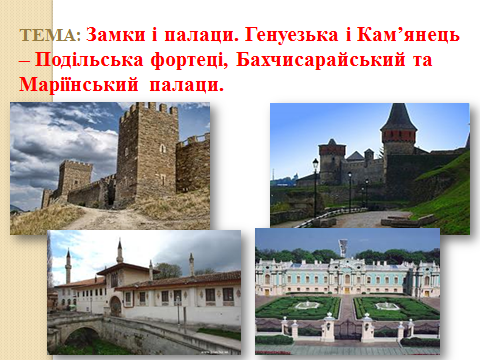 ТЕМА: Замки і палаци. Генуезька і Кам’янець
– Подільська фортеці, Бахчисарайський та
Маріїнський палаци.